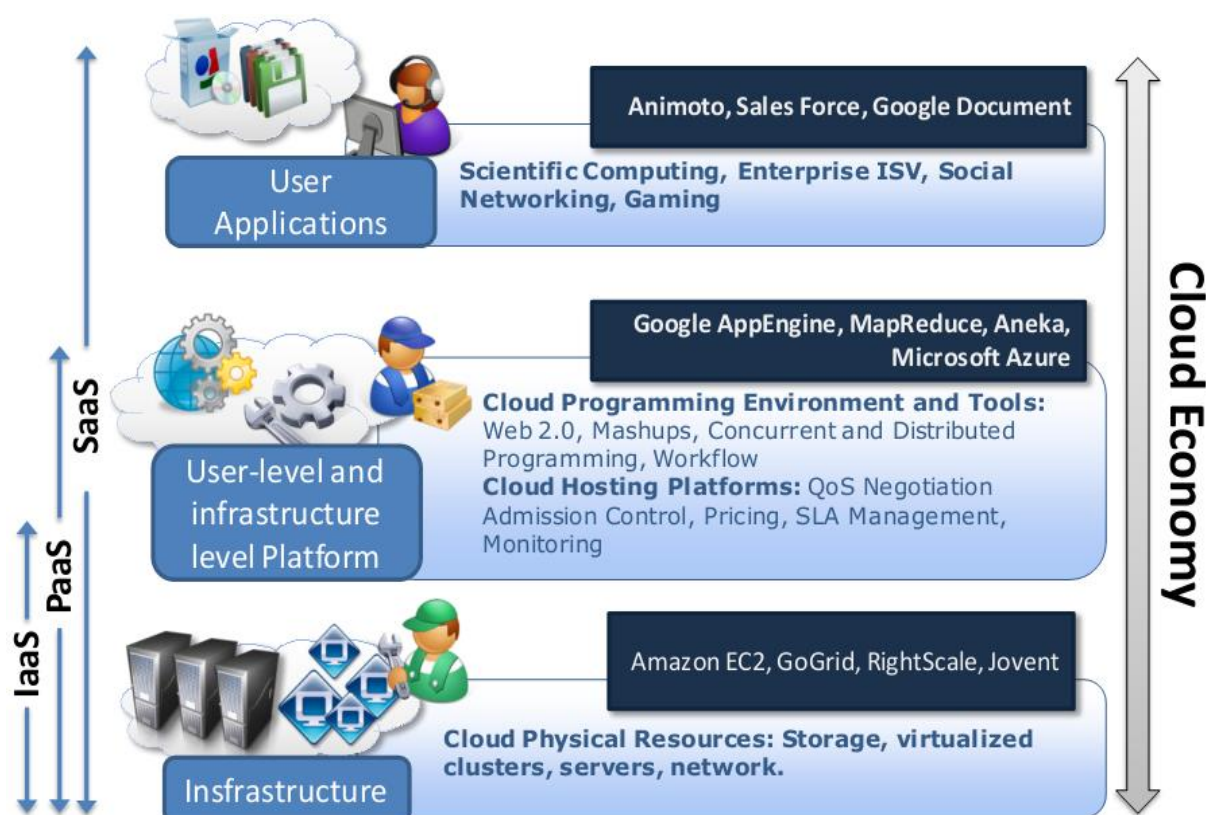 Animoto, Sales Force, Google Document
User
Applications
Scientific Computing, Enterprise ISV, Social
Networking, Gaming
Google AppEngine, MapReduce, Aneka,
Microsoft Azure
User-level and
infrastructure
level Platform
Cloud Programming Environment and Tools:
Web 2.0, Mashups, Concurrent and Distributed
Programming, Workflow
Cloud Hosting Platforms: QoS Negotiation
Admission Control, Pricing, SLA Management,
Monitoring
Amazon EC2, GoGrid, RightScale, Jovent
Insfrastructure
Cloud Physical Resources: Storage, virtualized
clusters, servers, network.
IaaS
PaaS
SaaS
Cloud Economy